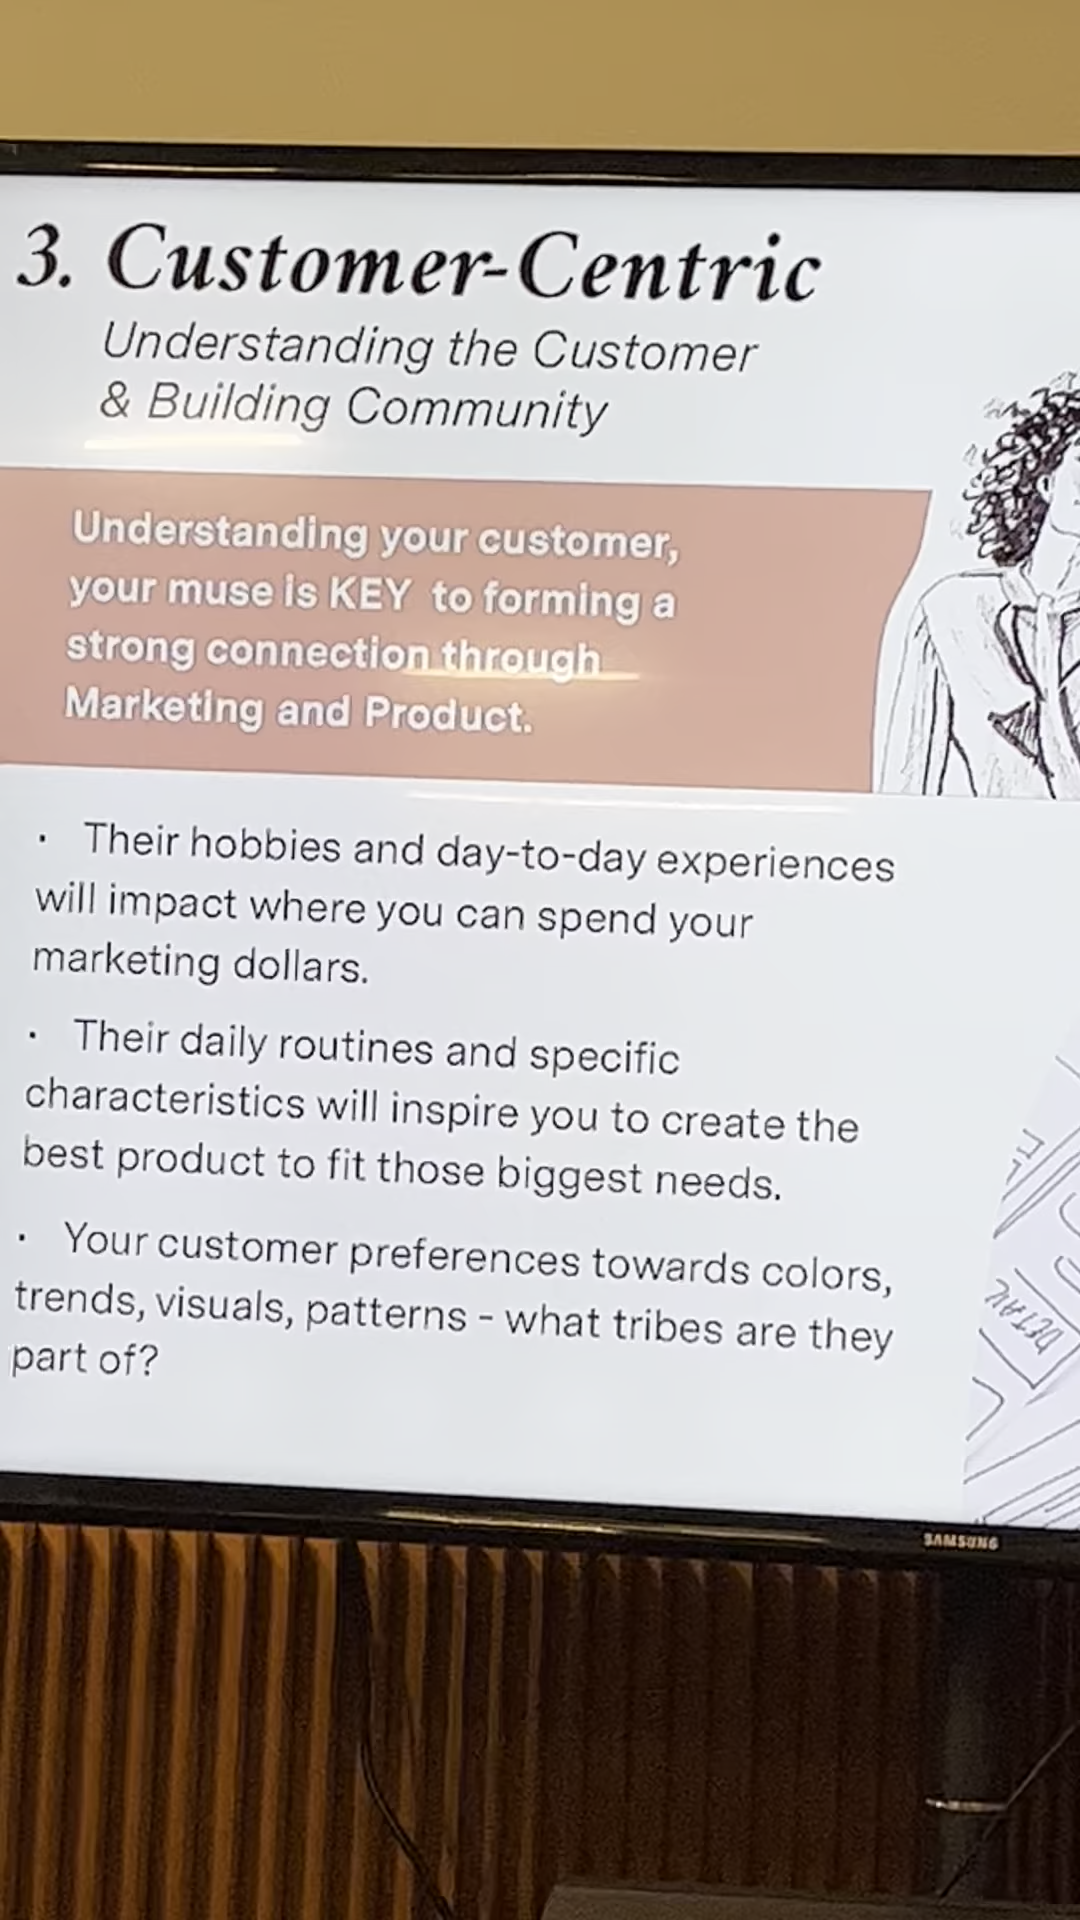 3. Customer-Centric
Understanding the Customer
& Building Community
Understanding your customer,
your muse is KEY to forming a
strong connection through
Marketing and Product.
· Their hobbies and day-to-day experiences
will impact where you can spend your
marketing dollars.
· Their daily routines and specific
characteristics will inspire you to create the
best product to fit those biggest needs.
· Your customer preferences towards colors,
trends, visuals, patterns - what tribes are they
part of?
DETAIL
SAMSUNG